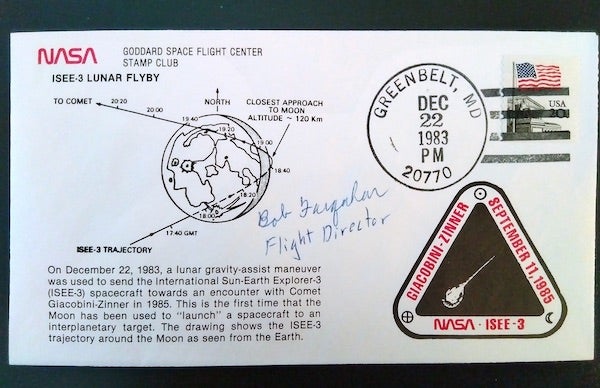 NASA
GODDARD SPACE FLIGHT CENTER
STAMP CLUB
ISEE-3 LUNAR FLYBY
TO COMET
20:20
20:00
19:40
NORTH
19:20
19:00
18:40
18:20
18:00
17:40 GMT
CLOSEST APPROACH
TO MOON
ALTITUDE ~ 120 Km
ISEE-3 TRAJECTORY
On December 22, 1983, a lunar gravity-assist maneuver
was used to send the International Sun-Earth Explorer-3
(ISEE-3) spacecraft towards an encounter with Comet
Giacobini-Zinner in 1985. This is the first time that the
Moon has been used to "launch" a spacecraft to an
interplanetary target. The drawing shows the ISEE-3
trajectory around the Moon as seen from the Earth.
Bob Farquhar
Flight Director
GREENBELT, MD
DEC
22
1983
PM
20770
USA
20c
GIACOBINI-ZINNER
SEPTEMBER 11, 1985
NASA · ISEE-3